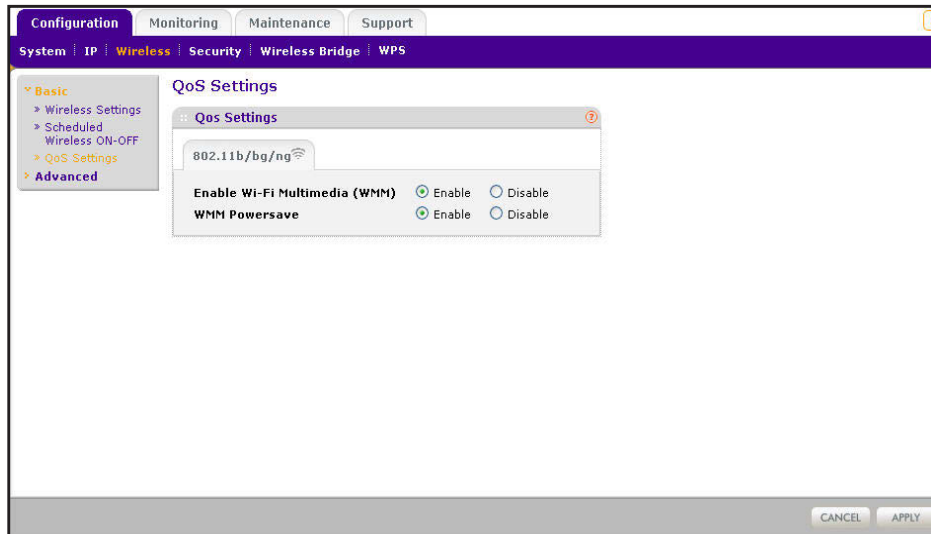 Configuration Monitoring Maintenance Support
System IP Wireless Security Wireless Bridge WPS
Basic
Wireless Settings
Scheduled
Wireless ON-OFF
QoS Settings
Advanced
QoS Settings
Qos Settings ?
802.11b/bg/ng
Enable Wi-Fi Multimedia (WMM) Enable Disable
WMM Powersave Enable Disable
CANCEL APPLY